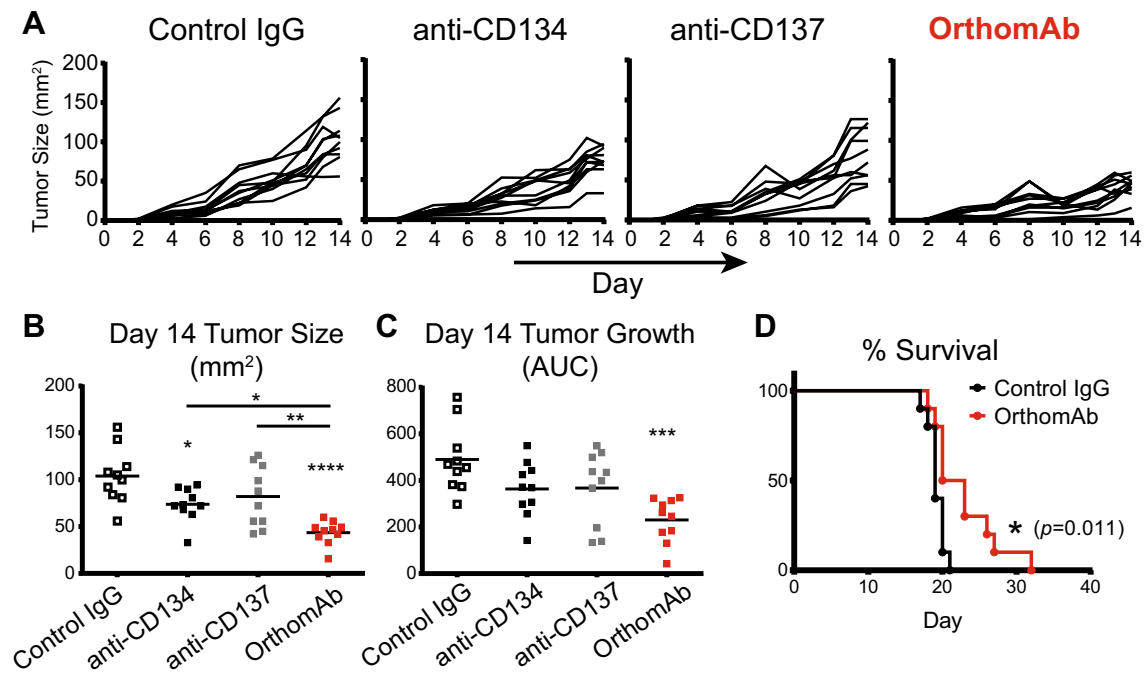 A
Control IgG
anti-CD134
anti-CD137
OrthomAb
Tumor Size (mm²)
200
150
100
50
0
0 2 4 6 8 10 12 14
0 2 4 6 8 10 12 14
0 2 4 6 8 10 12 14
0 2 4 6 8 10 12 14
Day
B
Day 14 Tumor Size
(mm²)
200
150
100
50
0
*
*
**
****
Control IgG
anti-CD134
anti-CD137
OrthomAb
C
Day 14 Tumor Growth
(AUC)
800
600
400
200
0
***
Control IgG
anti-CD134
anti-CD137
OrthomAb
D
% Survival
100
50
0
Control IgG
OrthomAb
* (p=0.011)
0 10 20 30 40
Day